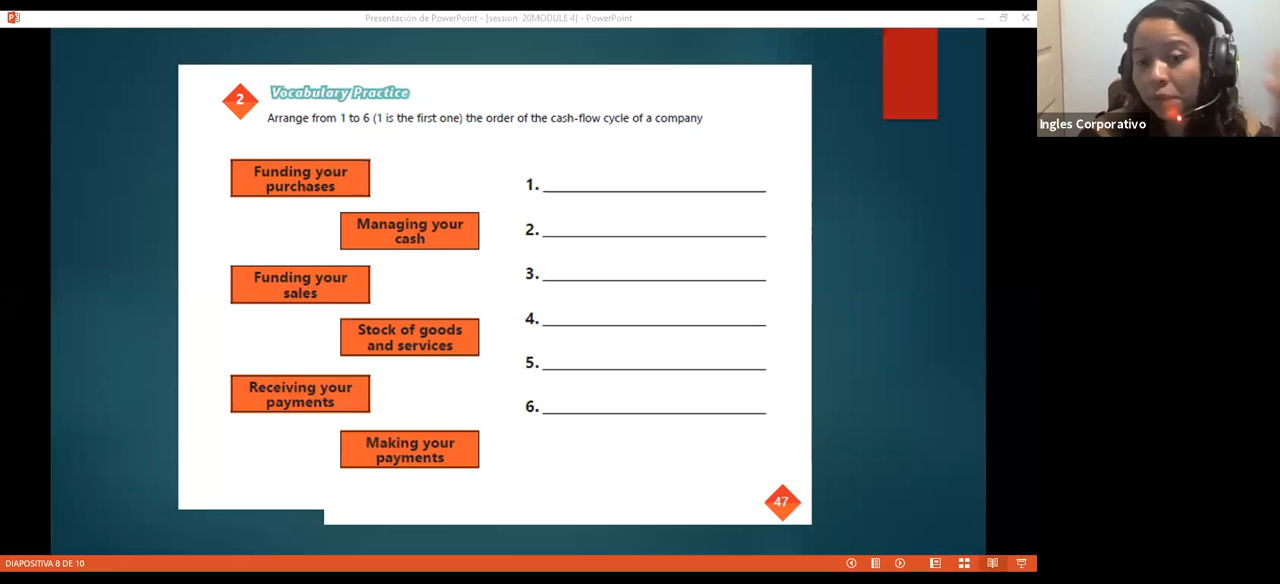 Presentación de PowerPoint - [session  20MODULE 4] - PowerPoint
2
Vocabulary Practice
Arrange from 1 to 6 (1 is the first one) the order of the cash-flow cycle of a company
Funding your
purchases
Managing your
cash
Funding your
sales
Stock of goods
and services
Receiving your
payments
Making your
payments
1.
2.
3.
4.
5.
6.
47
Ingles Corporativo
DIAPOSITIVA 8 DE 10